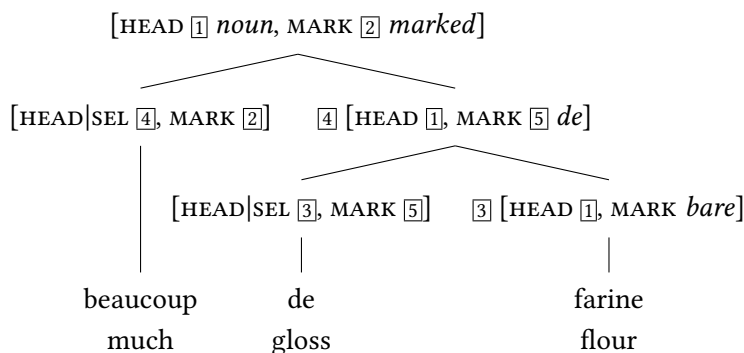 [HEAD 1 noun, MARK 2 marked]
[HEAD|SEL 4, MARK 2] 4 [HEAD 1, MARK 5 de]
[HEAD|SEL 3, MARK 5] 3 [HEAD 1, MARK bare]
beaucoup de farine
much gloss flour